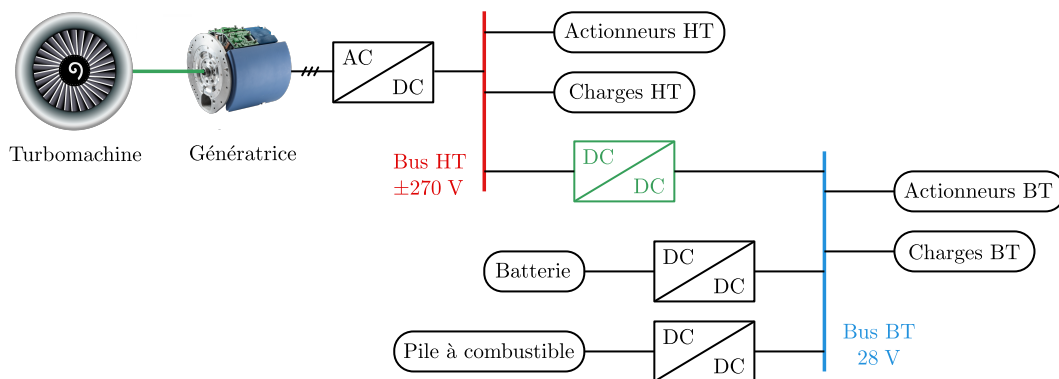 Turbomachine
Génératrice
AC
DC
Bus HT
±270 V
Actionneurs HT
Charges HT
DC
DC
Actionneurs BT
Charges BT
Batterie
DC
DC
Pile à combustible
DC
DC
Bus BT
28 V